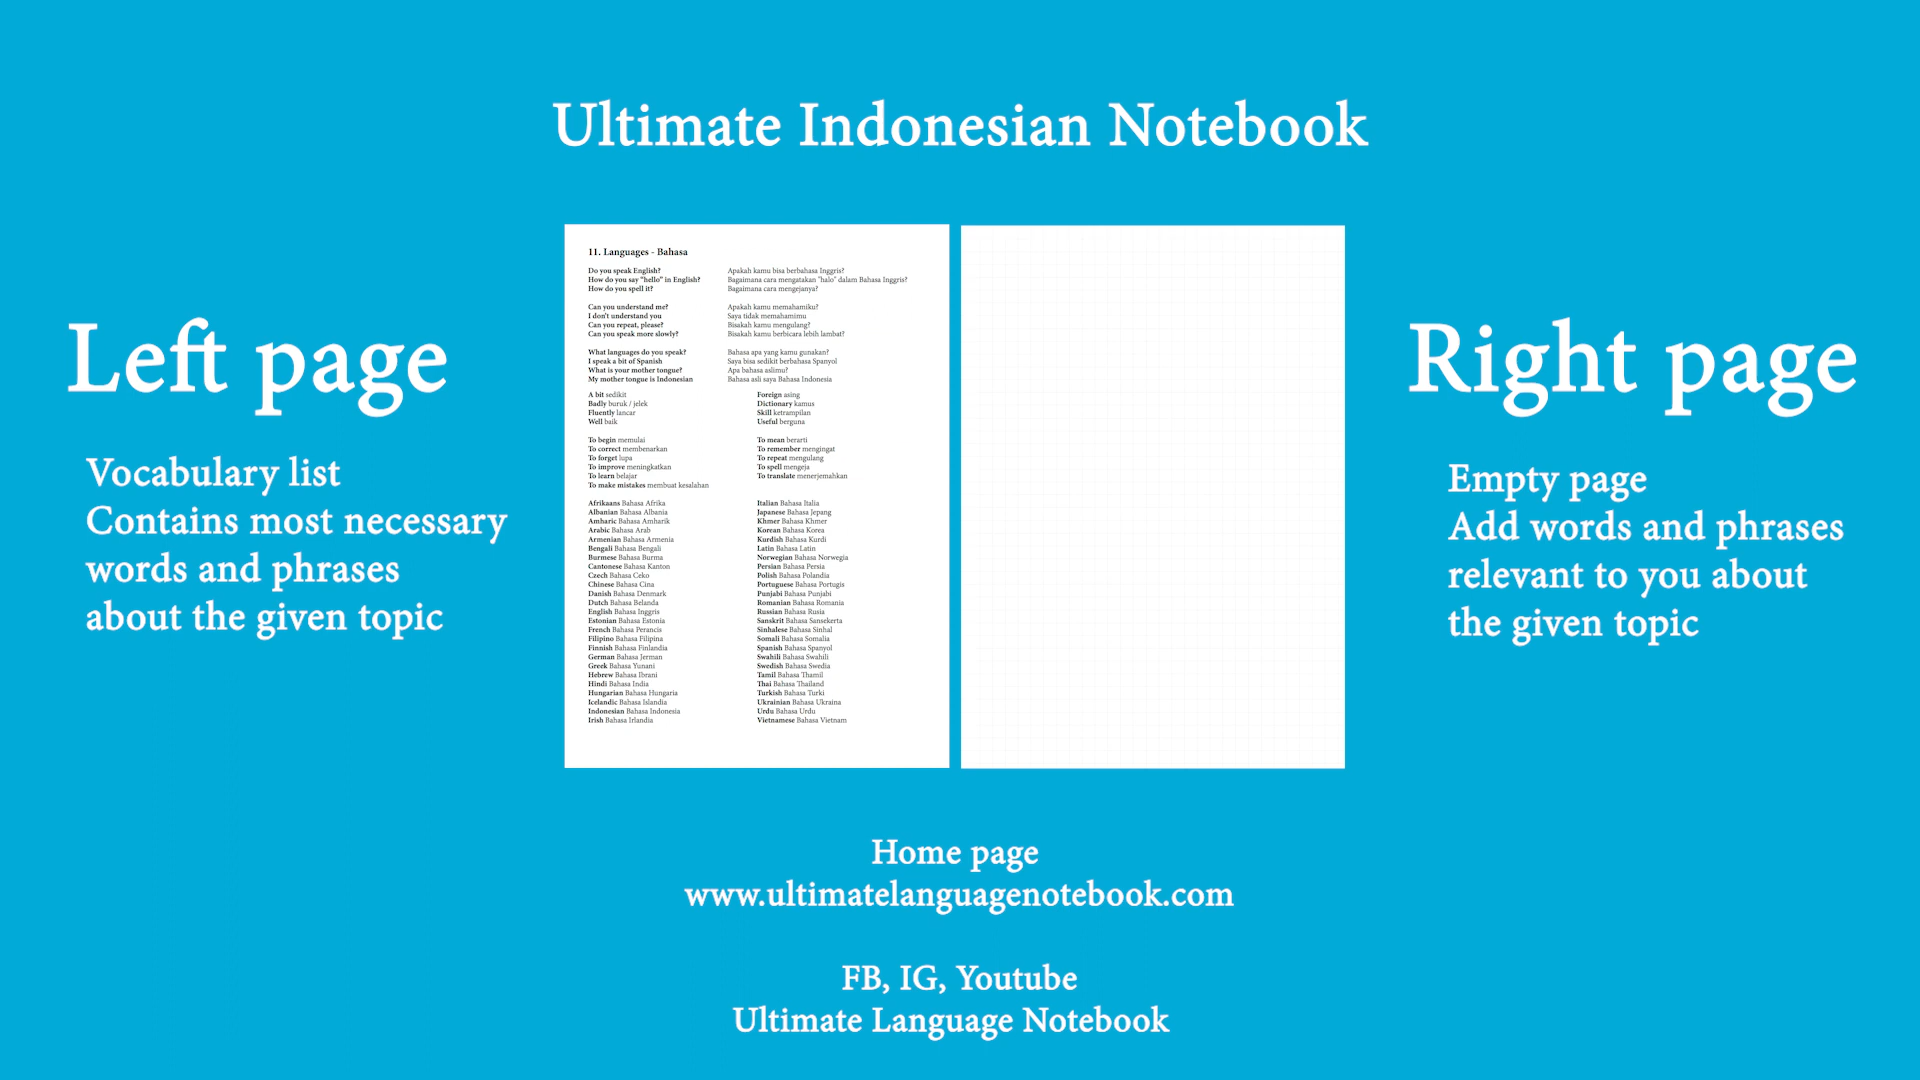 Ultimate Indonesian Notebook
Left page
Vocabulary list
Contains most necessary
words and phrases
about the given topic
11. Languages - Bahasa
Do you speak English? Apakah kamu bisa berbahasa Inggris?
How do you say "hello" in English? Bagaimana cara mengatakan "halo" dalam Bahasa Inggris?
How do you spell it? Bagaimana cara mengejanya?
Can you understand me? Apakah kamu memahamiku?
I don't understand you Saya tidak memahamimu
Can you repeat, please? Bisakah kamu mengulang?
Can you speak more slowly? Bisakah kamu berbicara lebih lambat?
What languages do you speak? Bahasa apa yang kamu gunakan?
I speak a bit of Spanish Saya bisa sedikit berbahasa Spanyol
What is your mother tongue? Apa bahasa aslimu?
My mother tongue is Indonesian Bahasa asli saya Bahasa Indonesia
A bit sedikit Foreign asing
Badly buruk / jelek Dictionary kamus
Fluently lancar Skill ketrampilan
Well baik Useful berguna
To begin memulai To mean berarti
To correct membenarkan To remember mengingat
To forget lupa To repeat mengulang
To improve meningkatkan To spell mengeja
To learn belajar To translate menerjemahkan
To make mistakes membuat kesalahan
Afrikaans Bahasa Afrika Italian Bahasa Italia
Albanian Bahasa Albania Japanese Bahasa Jepang
Amharic Bahasa Amharik Khmer Bahasa Khmer
Arabic Bahasa Arab Korean Bahasa Korea
Armenian Bahasa Armenia Kurdish Bahasa Kurdi
Bengali Bahasa Bengali Latin Bahasa Latin
Burmese Bahasa Burma Norwegian Bahasa Norwegia
Cantonese Bahasa Kanton Persian Bahasa Persia
Czech Bahasa Ceko Polish Bahasa Polandia
Chinese Bahasa Cina Portuguese Bahasa Portugis
Danish Bahasa Denmark Punjabi Bahasa Punjabi
Dutch Bahasa Belanda Romanian Bahasa Romania
English Bahasa Inggris Russian Bahasa Rusia
Estonian Bahasa Estonia Sanskrit Bahasa Sansekerta
French Bahasa Perancis Sinhalese Bahasa Sinhal
Filipino Bahasa Filipina Somali Bahasa Somalia
Finnish Bahasa Finlandia Spanish Bahasa Spanyol
German Bahasa Jerman Swahili Bahasa Swahili
Greek Bahasa Yunani Swedish Bahasa Swedia
Hebrew Bahasa Ibrani Tamil Bahasa Thamil
Hindi Bahasa India Thai Bahasa Thailand
Hungarian Bahasa Hungaria Turkish Bahasa Turki
Icelandic Bahasa Islandia Ukrainian Bahasa Ukraina
Indonesian Bahasa Indonesia Urdu Bahasa Urdu
Irish Bahasa Irlandia Vietnamese Bahasa Vietnam
Right page
Empty page
Add words and phrases
relevant to you about
the given topic
Home page
www.ultimatelanguagenotebook.com
FB, IG, Youtube
Ultimate Language Notebook